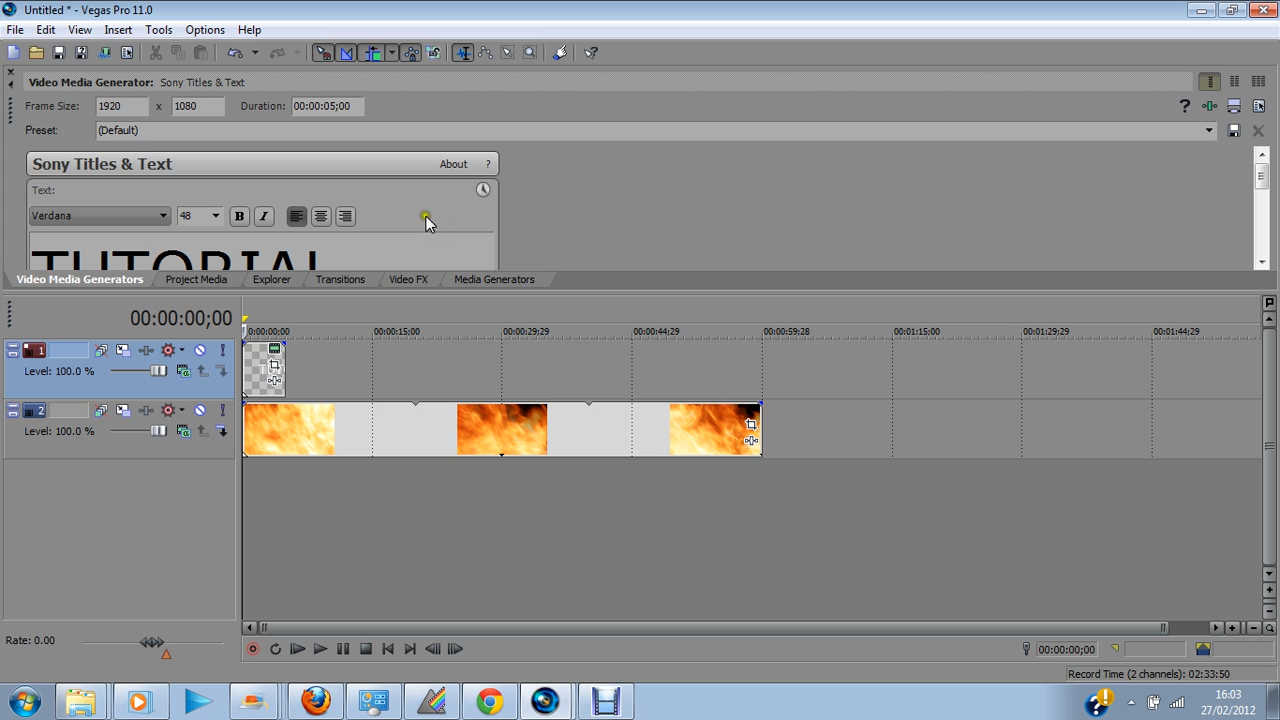 Untitled * - Vegas Pro 11.0
File Edit View Insert Tools Options Help
Video Media Generator: Sony Titles & Text
Frame Size: 1920 x 1080 Duration: 00:00:05;00
Preset: (Default)
Sony Titles & Text About ?
Text:
Verdana 48 B I
TUTORIAL
Video Media Generators Project Media Explorer Transitions Video FX Media Generators
00:00:00;00
0:00:00;00 00:00:15;00 00:00:29;29 00:00:44;29 00:00:59;28 00:01:15;00 00:01:29;29 00:01:44;29
1
Level: 100.0 %
2
Level: 100.0 %
Rate: 0.00
00:00:00;00
Record Time (2 channels): 02:33:50
16:03
27/02/2012